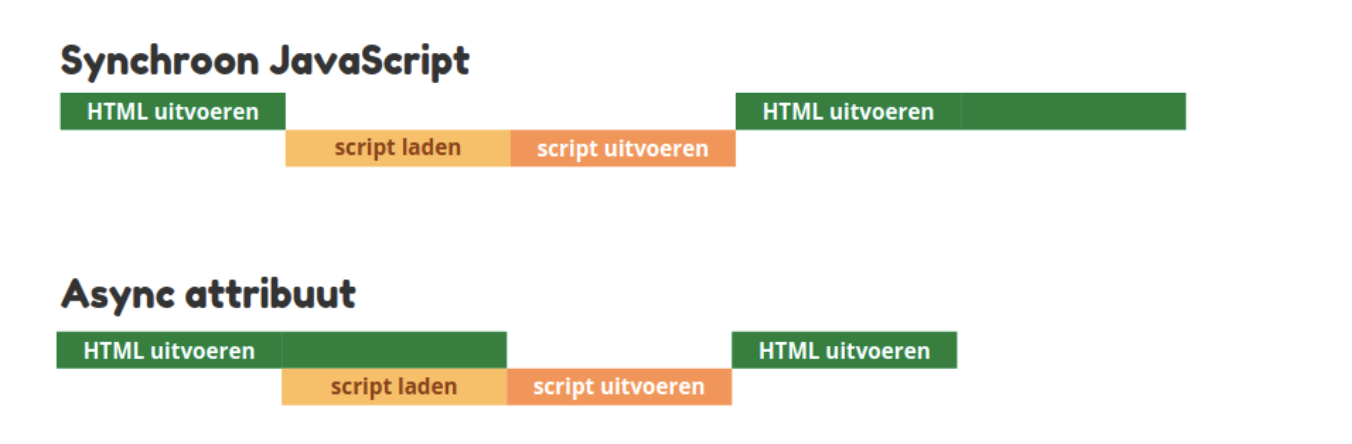 Synchroon JavaScript
HTML uitvoeren
HTML uitvoeren
script laden
script uitvoeren
Async attribuut
HTML uitvoeren
HTML uitvoeren
script laden
script uitvoeren